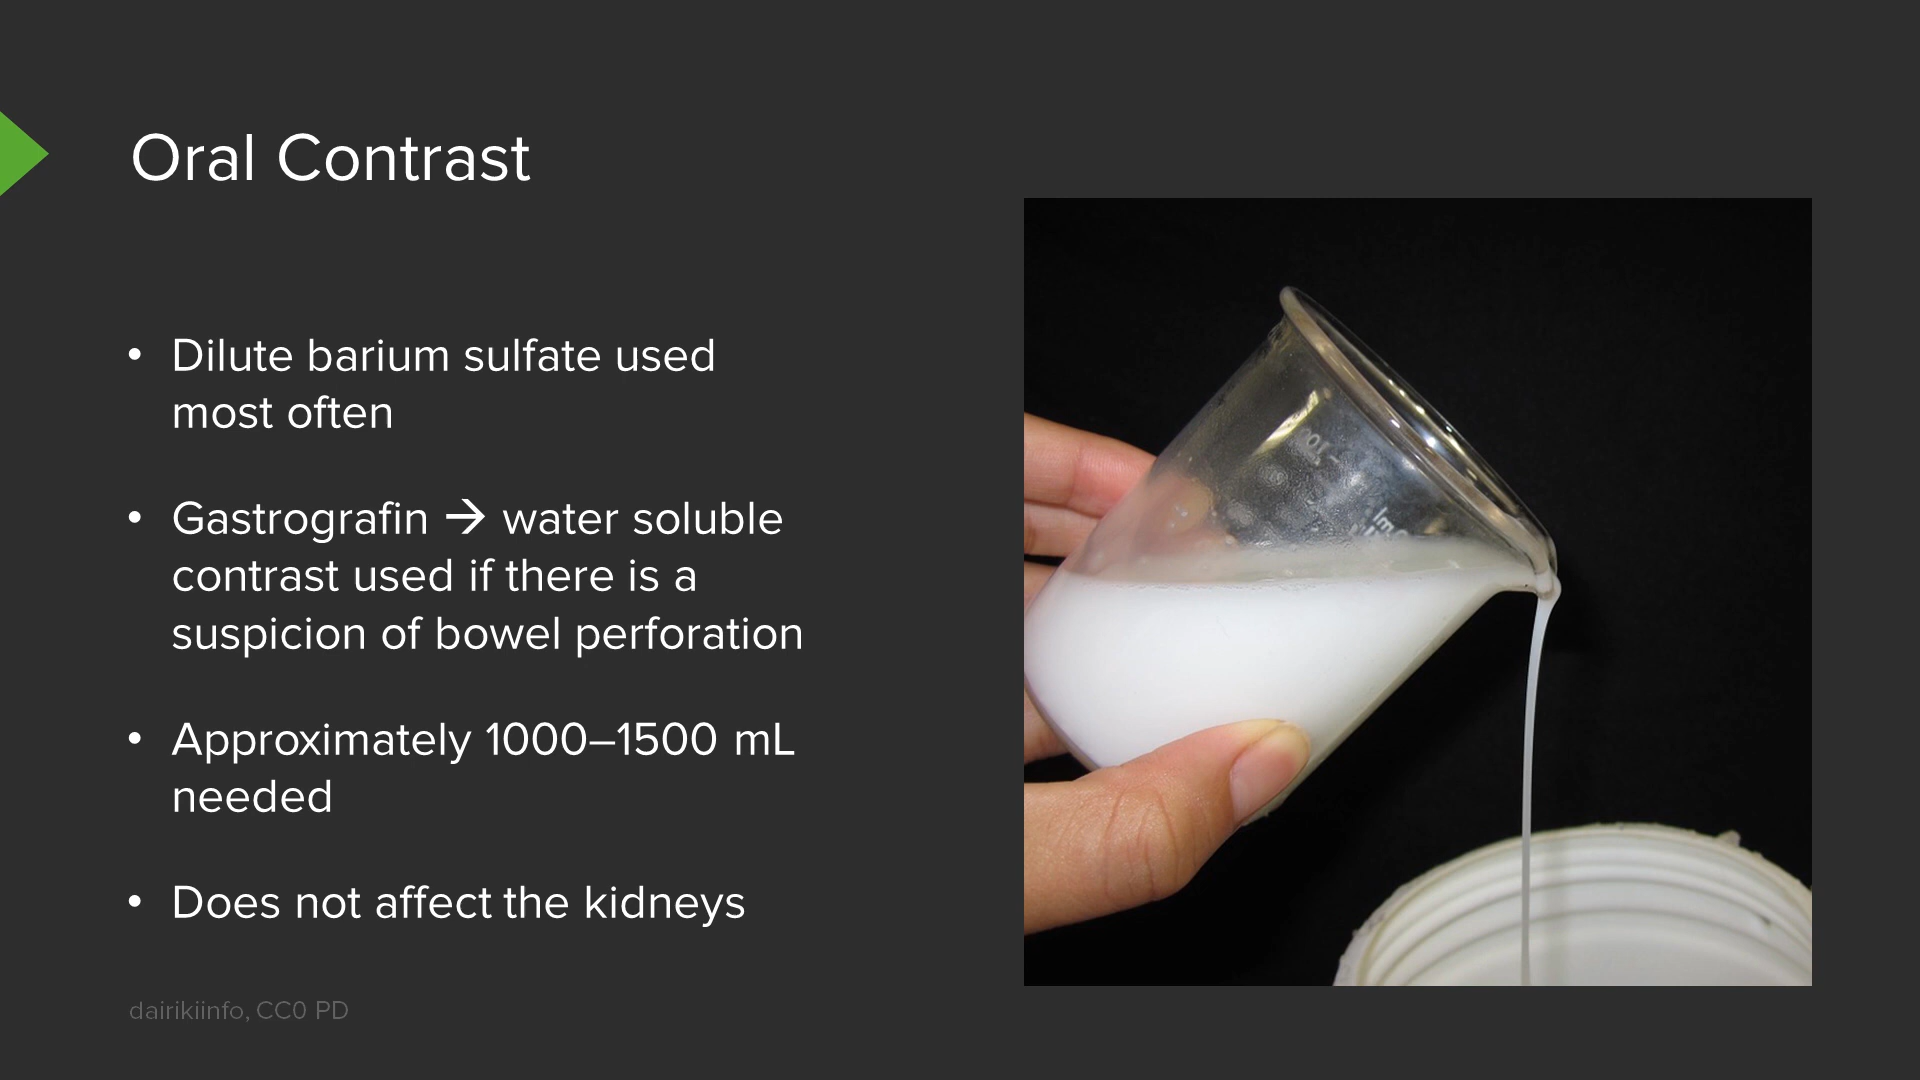 Oral Contrast
• Dilute barium sulfate used
most often
• Gastrografin → water soluble
contrast used if there is a
suspicion of bowel perforation
• Approximately 1000–1500 mL
needed
• Does not affect the kidneys
dairikiinfo, CC0 PD